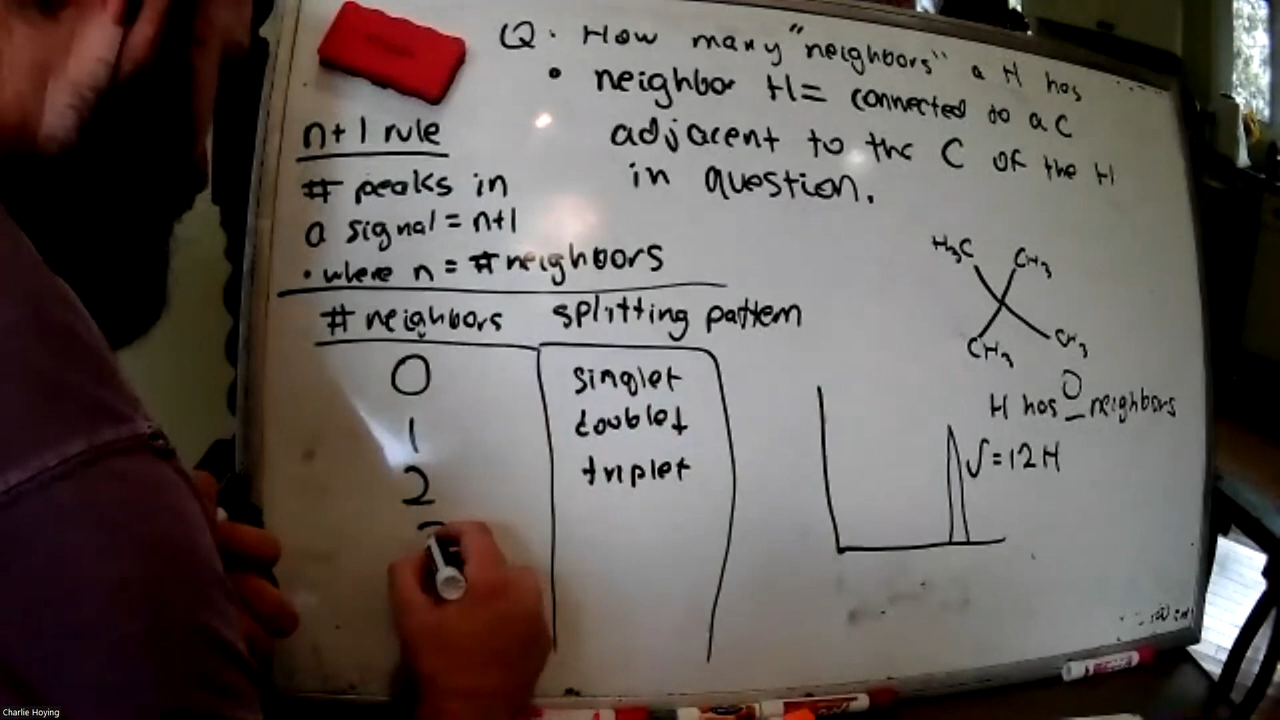 Q. How many "neighbors" a H has
• neighbor H = connected to a C
adjacent to the C of the H
in question.
n+1 rule
# peaks in
a signal = n+1
• where n = # neighbors
# neighbors splitting pattern
0 singlet
1 doublet
2 triplet
H₃C CH₃
CH₃ CH₃
H has 0 neighbors
∫ = 12 H
Charlie Hoying